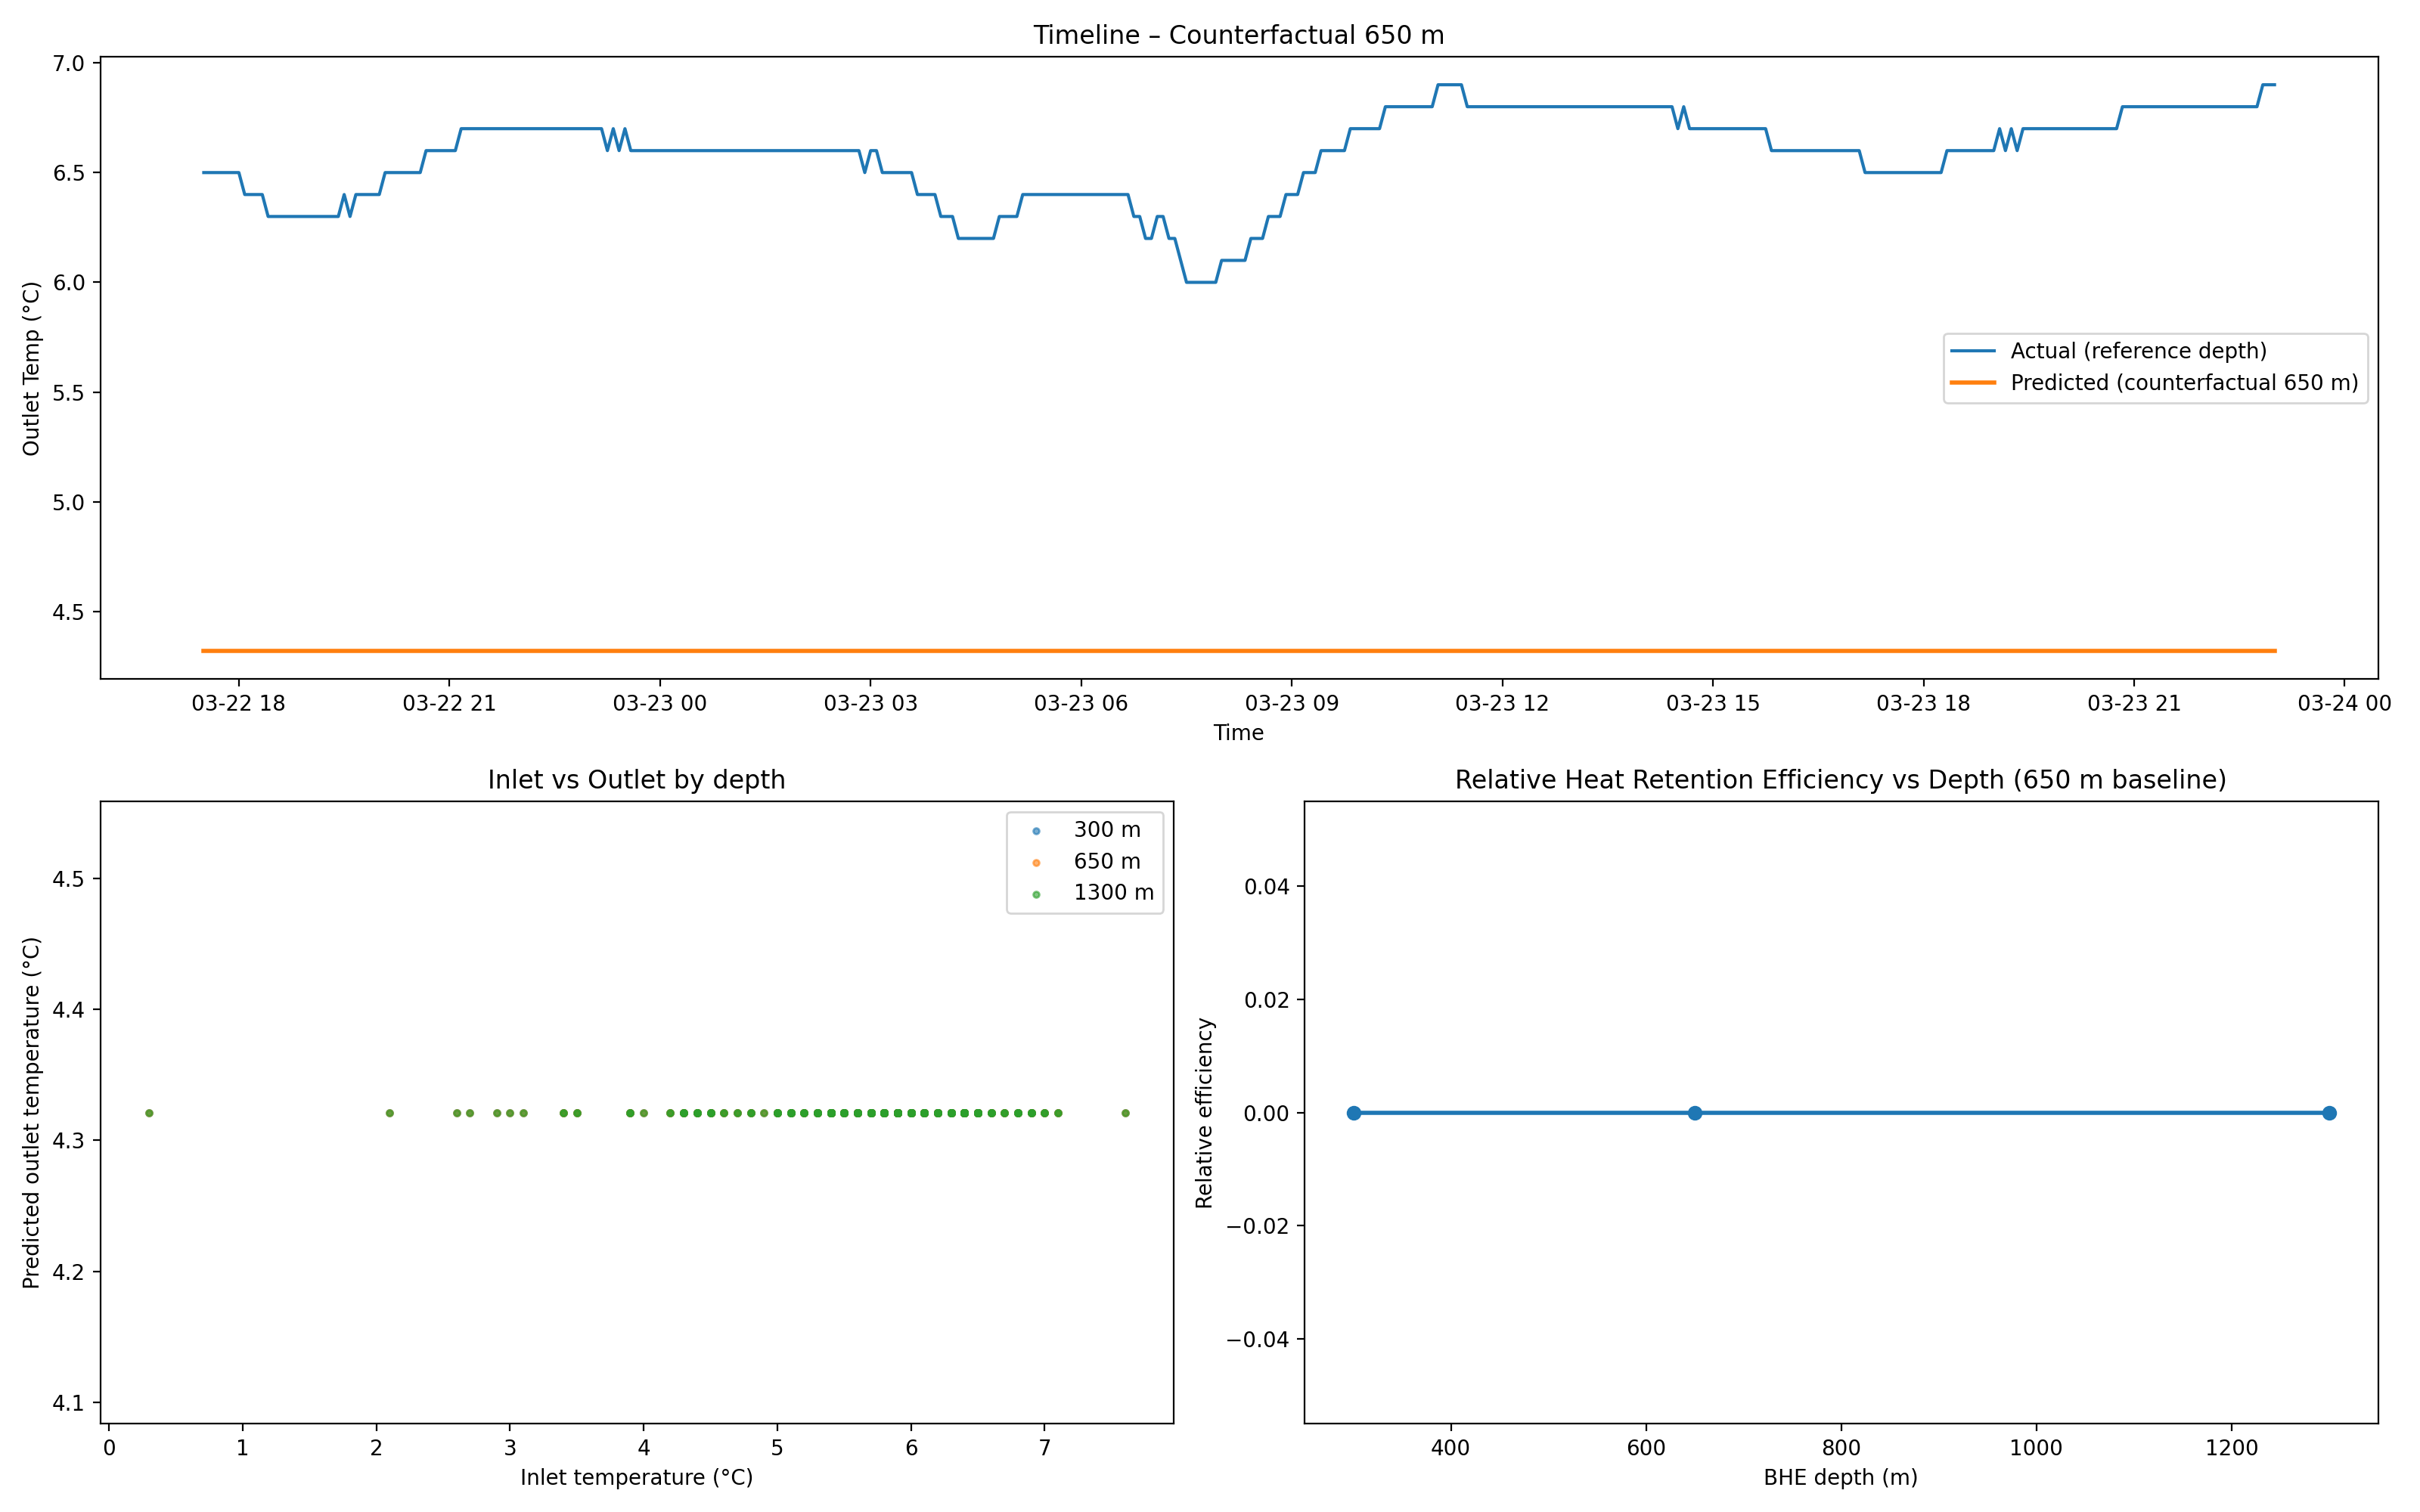 Timeline – Counterfactual 650 m
Outlet Temp (°C)
7.0
6.5
6.0
5.5
5.0
4.5
Actual (reference depth)
Predicted (counterfactual 650 m)
03-22 18 03-22 21 03-23 00 03-23 03 03-23 06 03-23 09 03-23 12 03-23 15 03-23 18 03-23 21 03-24 00
Time
Inlet vs Outlet by depth
Predicted outlet temperature (°C)
4.5
4.4
4.3
4.2
4.1
300 m
650 m
1300 m
0 1 2 3 4 5 6 7
Inlet temperature (°C)
Relative Heat Retention Efficiency vs Depth (650 m baseline)
Relative efficiency
0.04
0.02
0.00
−0.02
−0.04
400 600 800 1000 1200
BHE depth (m)